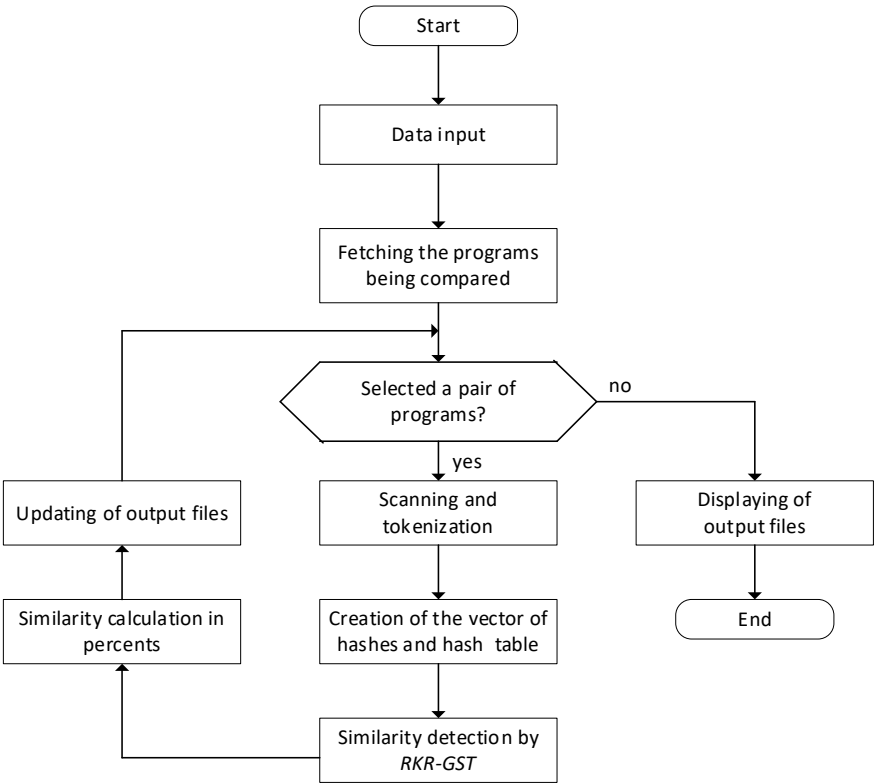 Start
Data input
Fetching the programs
being compared
Selected a pair of
programs?
no
yes
Updating of output files
Scanning and
tokenization
Displaying of
output files
Similarity calculation in
percents
Creation of the vector of
hashes and hash table
End
Similarity detection by
RKR-GST